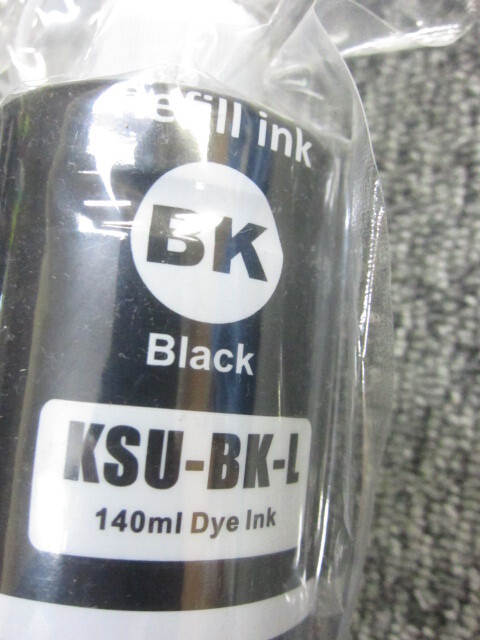 Refill ink
BK
Black
KSU-BK-L
140ml Dye Ink